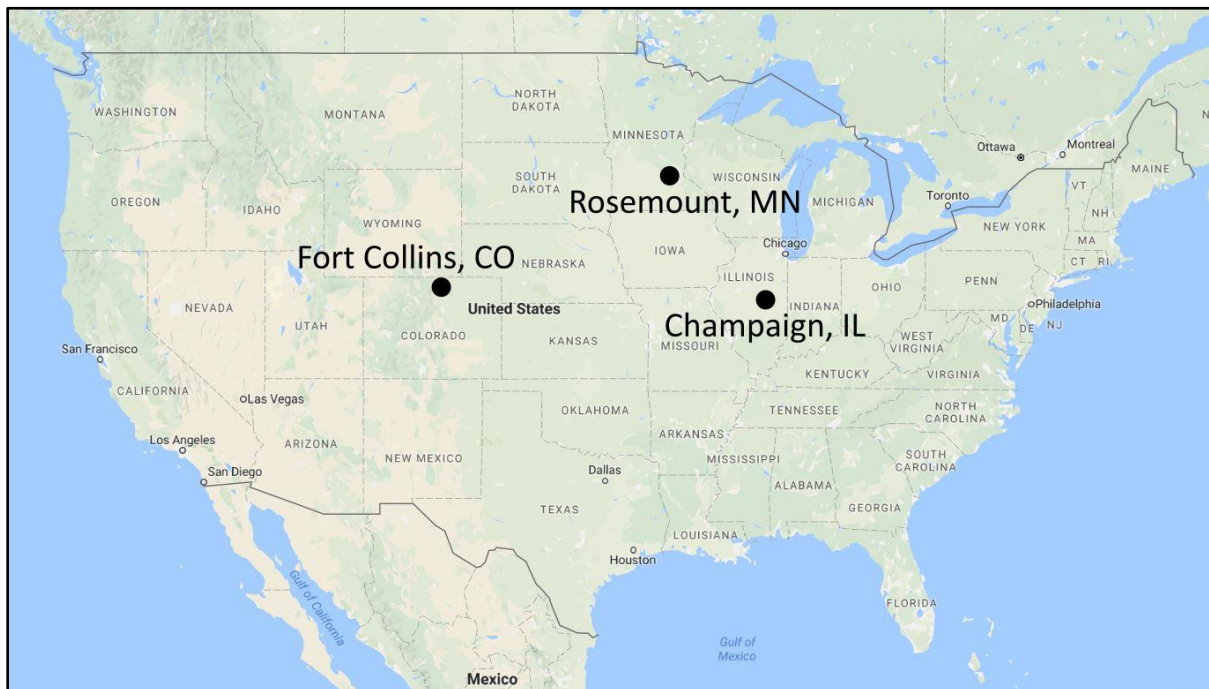 WASHINGTON
MONTANA
NORTH
DAKOTA
MINNESOTA
Ottawa
Montreal
MAINE
OREGON
IDAHO
WYOMING
SOUTH
DAKOTA
WISCONSIN
MICHIGAN
Toronto
VT
NH
NEW YORK
MA
CT RI
Rosemount, MN
Fort Collins, CO
NEBRASKA
IOWA
Chicago
ILLINOIS
INDIANA
OHIO
PENN
Philadelphia
MD
DE
NJ
NEVADA
UTAH
COLORADO
United States
KANSAS
MISSOURI
Champaign, IL
WEST
VIRGINIA
KENTUCKY
VIRGINIA
San Francisco
CALIFORNIA
Las Vegas
Los Angeles
San Diego
ARIZONA
NEW MEXICO
OKLAHOMA
ARKANSAS
TENNESSEE
NORTH
CAROLINA
SOUTH
CAROLINA
MISSISSIPPI
ALABAMA
GEORGIA
Dallas
TEXAS
LOUISIANA
Houston
FLORIDA
Gulf of California
Gulf of
Mexico
Mexico